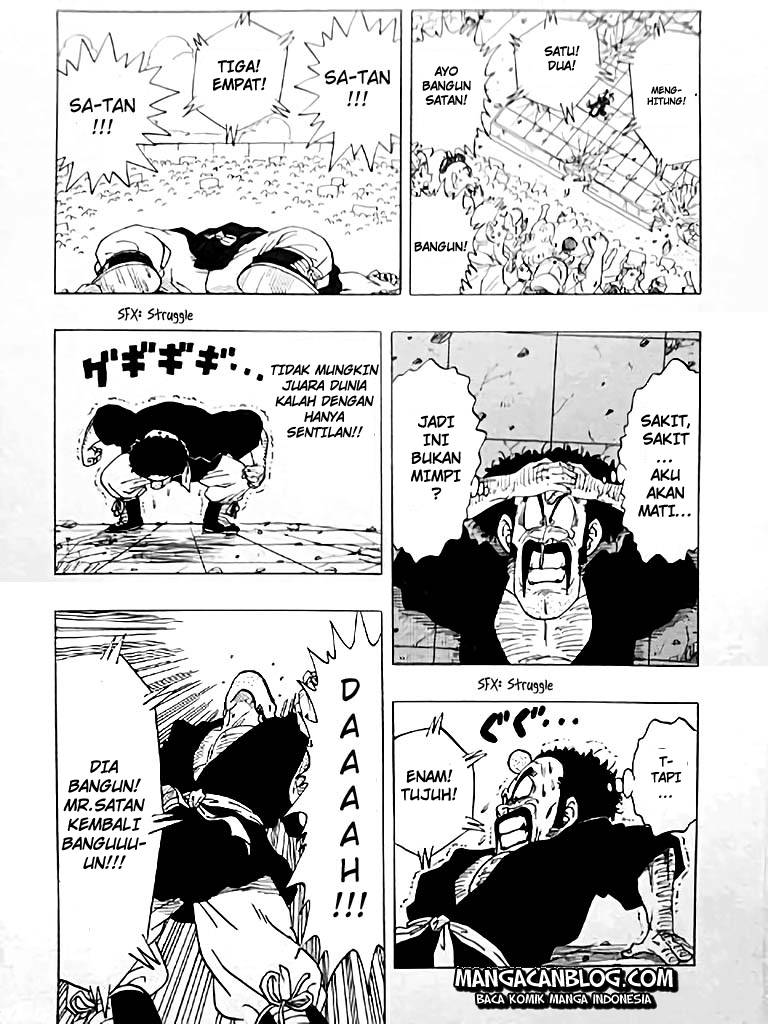 MENG-
HITUNG!
SATU!
DUA!
AYO
BANGUN
SATAN!
BANGUN!
SA-TAN
!!!
TIGA!
EMPAT!
SA-TAN
!!!
SAKIT,
SAKIT
...
AKU
AKAN
MATI...
JADI
INI
BUKAN
MIMPI
?
SFX: Struggle
ゲギギギ...
TIDAK MUNGKIN
JUARA DUNIA
KALAH DENGAN
HANYA
SENTILAN!!
SFX: Struggle
ぐぐ...
T-
TAPI
...
ENAM!
TUJUH!
DAAAAAH!!!
DIA
BANGUN!
MR.SATAN
KEMBALI
BANGUUU-
UN!!!
MANGACANBLOG.COM
BACA KOMIK MANGA INDONESIA